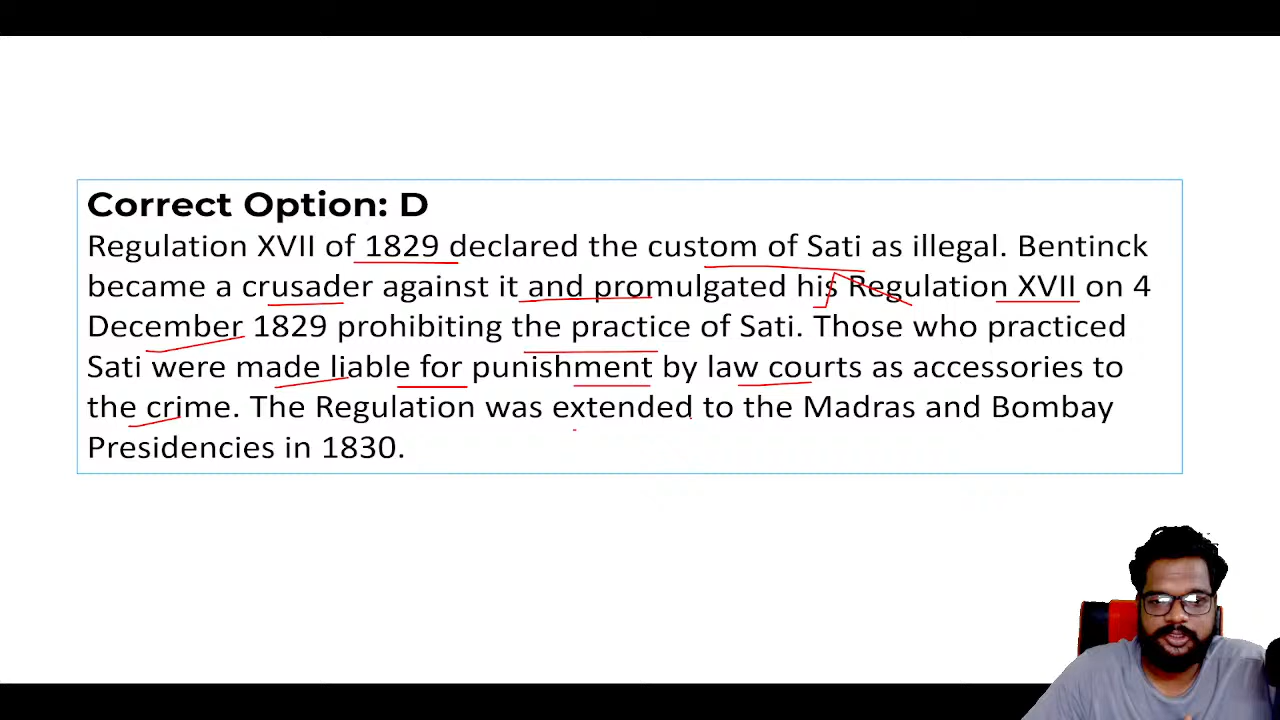 Correct Option: D
Regulation XVII of 1829 declared the custom of Sati as illegal. Bentinck
became a crusader against it and promulgated his Regulation XVII on 4
December 1829 prohibiting the practice of Sati. Those who practiced
Sati were made liable for punishment by law courts as accessories to
the crime. The Regulation was extended to the Madras and Bombay
Presidencies in 1830.